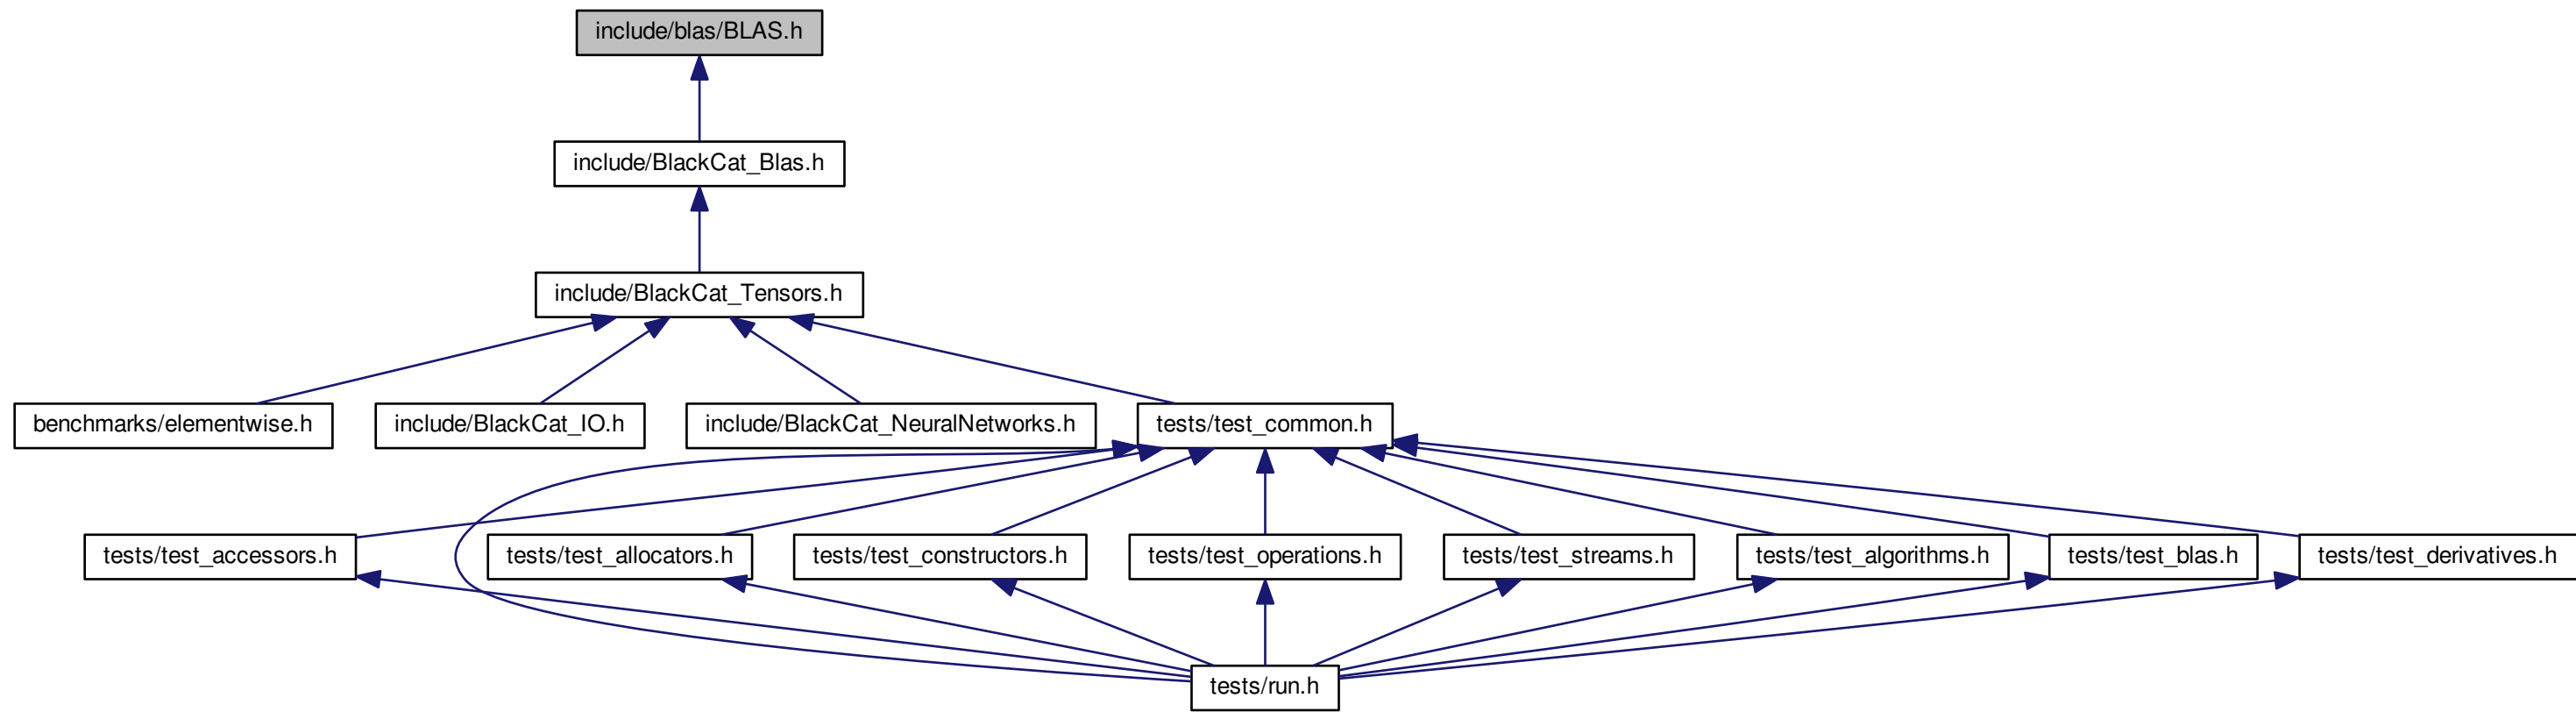 include/blas/BLAS.h
include/BlackCat_Blas.h
include/BlackCat_Tensors.h
benchmarks/elementwise.h
include/BlackCat_IO.h
include/BlackCat_NeuralNetworks.h
tests/test_common.h
tests/test_accessors.h
tests/test_allocators.h
tests/test_constructors.h
tests/test_operations.h
tests/test_streams.h
tests/test_algorithms.h
tests/test_blas.h
tests/test_derivatives.h
tests/run.h